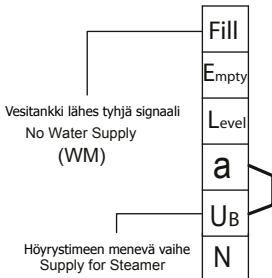 Fill
Empty
Vesitankki lähes tyhjä signaali
No Water Supply
(WM)
Level
a
UB
Höyrystimeen menevä vaihe
Supply for Steamer
N